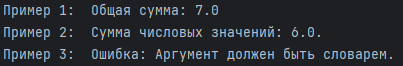 Пример 1:  Общая сумма: 7.0
Пример 2:  Сумма числовых значений: 6.0.
Пример 3:  Ошибка: Аргумент должен быть словарем.